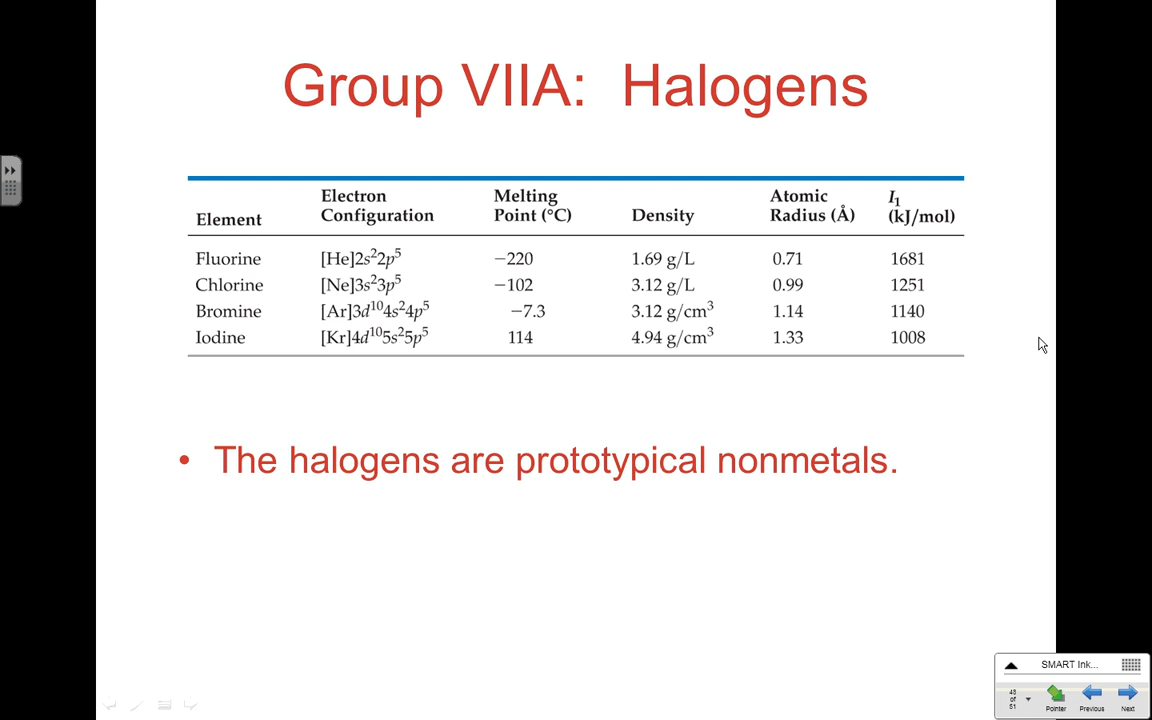 Group VIIA: Halogens
Element Electron Configuration Melting Point (°C) Density Atomic Radius (Å) I₁ (kJ/mol)
Fluorine [He]2s²2p⁵ −220 1.69 g/L 0.71 1681
Chlorine [Ne]3s²3p⁵ −102 3.12 g/L 0.99 1251
Bromine [Ar]3d¹⁰4s²4p⁵ −7.3 3.12 g/cm³ 1.14 1140
Iodine [Kr]4d¹⁰5s²5p⁵ 114 4.94 g/cm³ 1.33 1008
• The halogens are prototypical nonmetals.
SMART Ink...
of
51
Pointer Previous Next